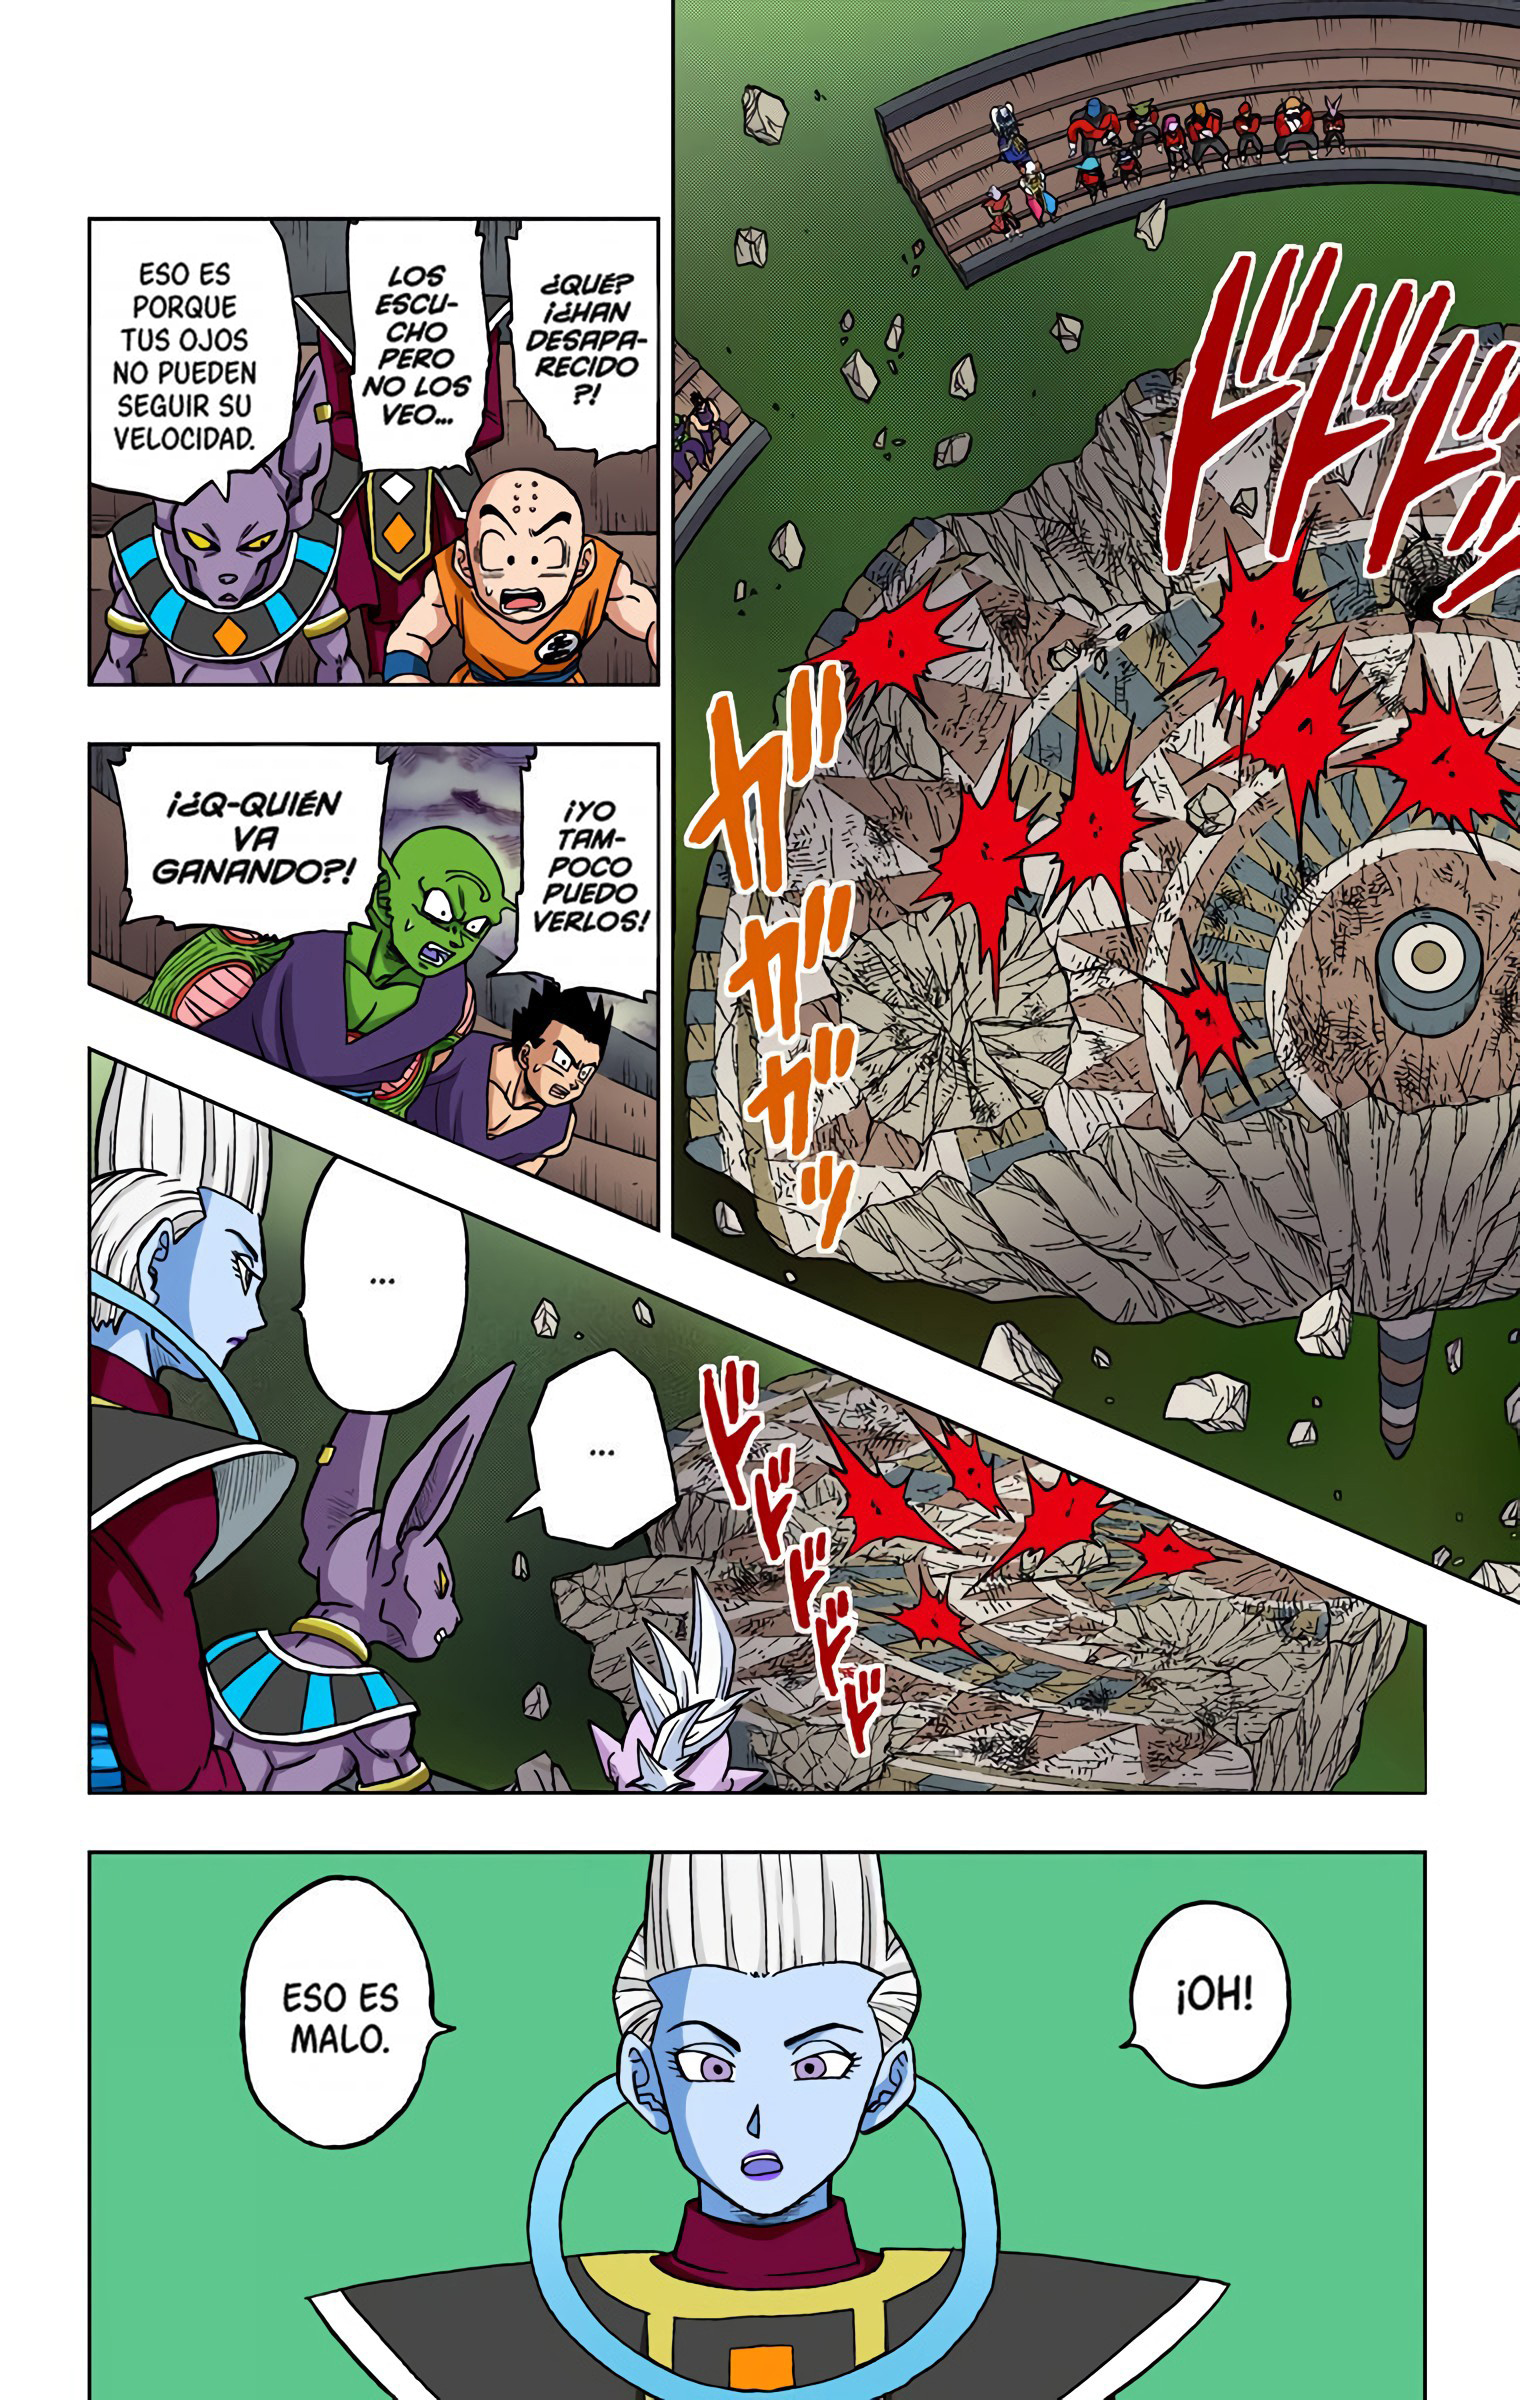 ドドドド
ガガガガッ
¿QUÉ?
¡¿HAN
DESAPA-
RECIDO
?!
LOS
ESCU-
CHO
PERO
NO LOS
VEO...
ESO ES
PORQUE
TUS OJOS
NO PUEDEN
SEGUIR SU
VELOCIDAD.
¡YO
TAM-
POCO
PUEDO
VERLOS!
¡¿Q-QUIÉN
VA
GANANDO?!
ドドドドド
...
...
¡OH!
ESO ES
MALO.